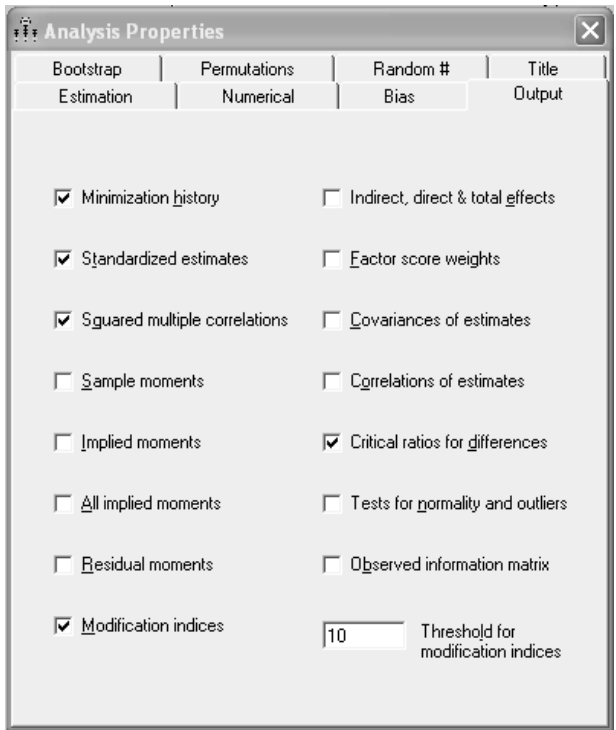 Analysis Properties
Bootstrap Permutations Random # Title
Estimation Numerical Bias Output
Minimization history
Indirect, direct & total effects
Standardized estimates
Factor score weights
Squared multiple correlations
Covariances of estimates
Sample moments
Correlations of estimates
Implied moments
Critical ratios for differences
All implied moments
Tests for normality and outliers
Residual moments
Observed information matrix
Modification indices
10
Threshold for
modification indices